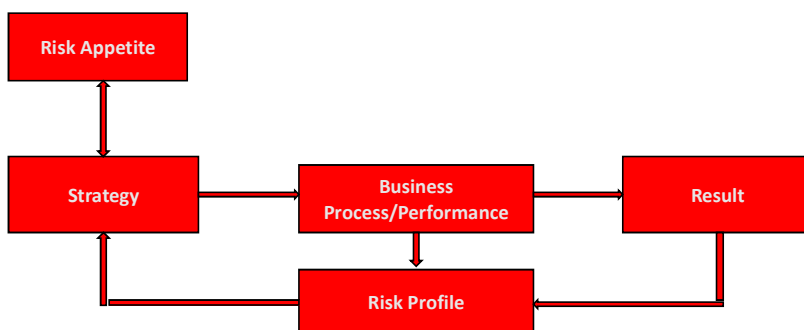 Risk Appetite
Strategy
Business
Process/Performance
Result
Risk Profile